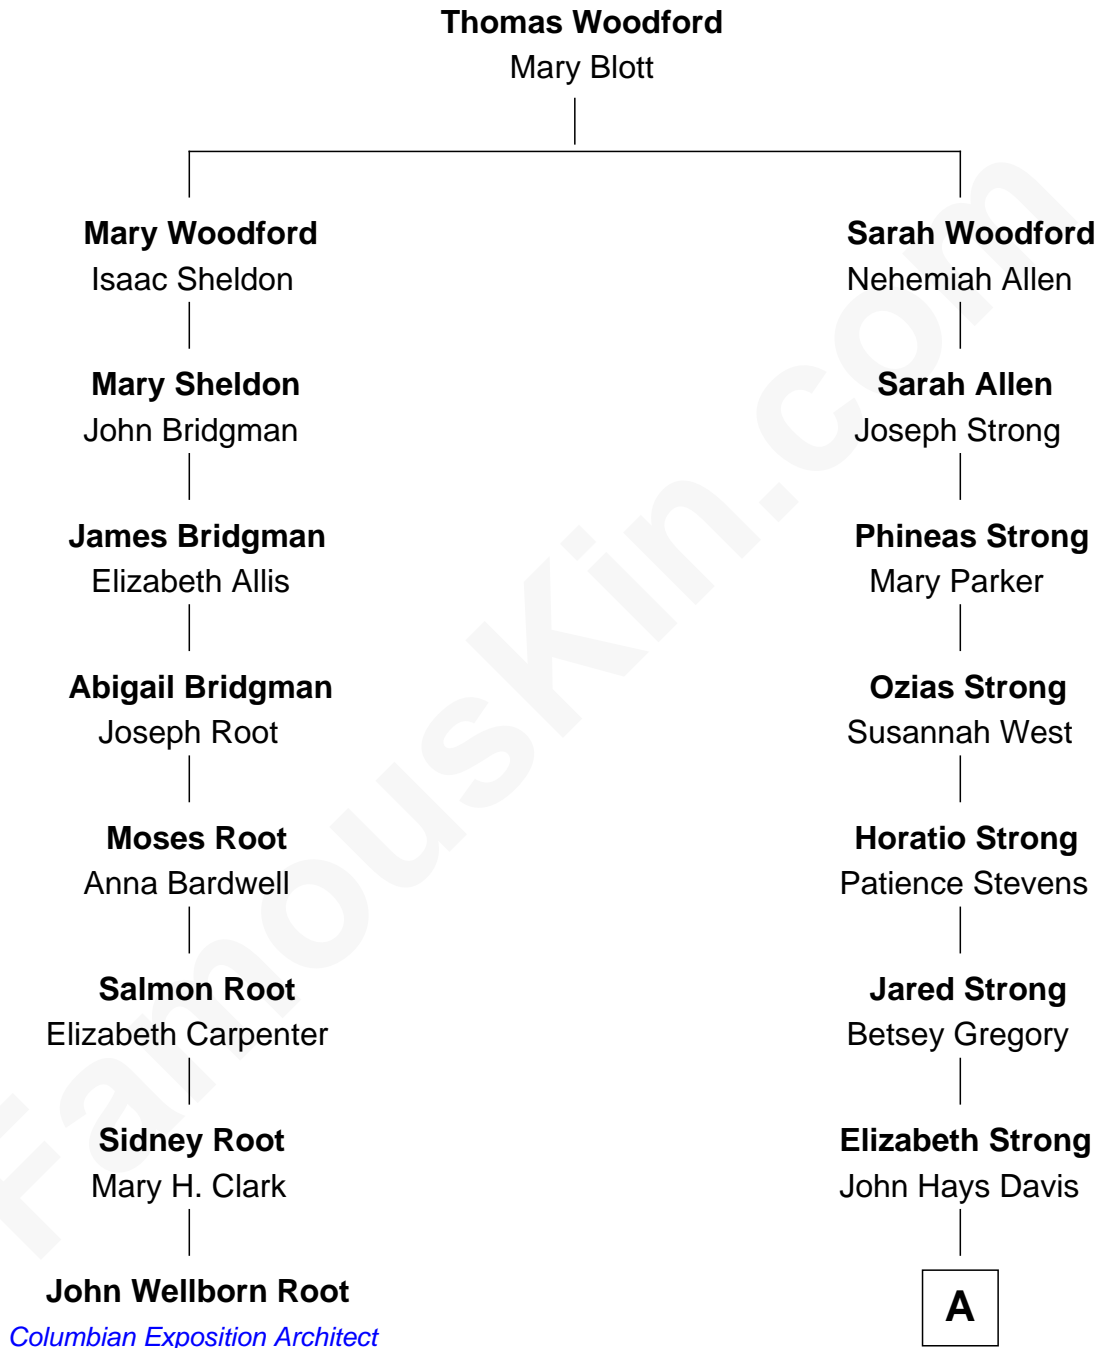 Thomas Woodford
Mary Blott
Mary Woodford
Isaac Sheldon
Sarah Woodford
Nehemiah Allen
Mary Sheldon
John Bridgman
Sarah Allen
Joseph Strong
James Bridgman
Elizabeth Allis
Phineas Strong
Mary Parker
Abigail Bridgman
Joseph Root
Ozias Strong
Susannah West
Moses Root
Anna Bardwell
Horatio Strong
Patience Stevens
Salmon Root
Elizabeth Carpenter
Jared Strong
Betsey Gregory
Sidney Root
Mary H. Clark
Elizabeth Strong
John Hays Davis
John Wellborn Root
Columbian Exposition Architect
A
FamousKin.com